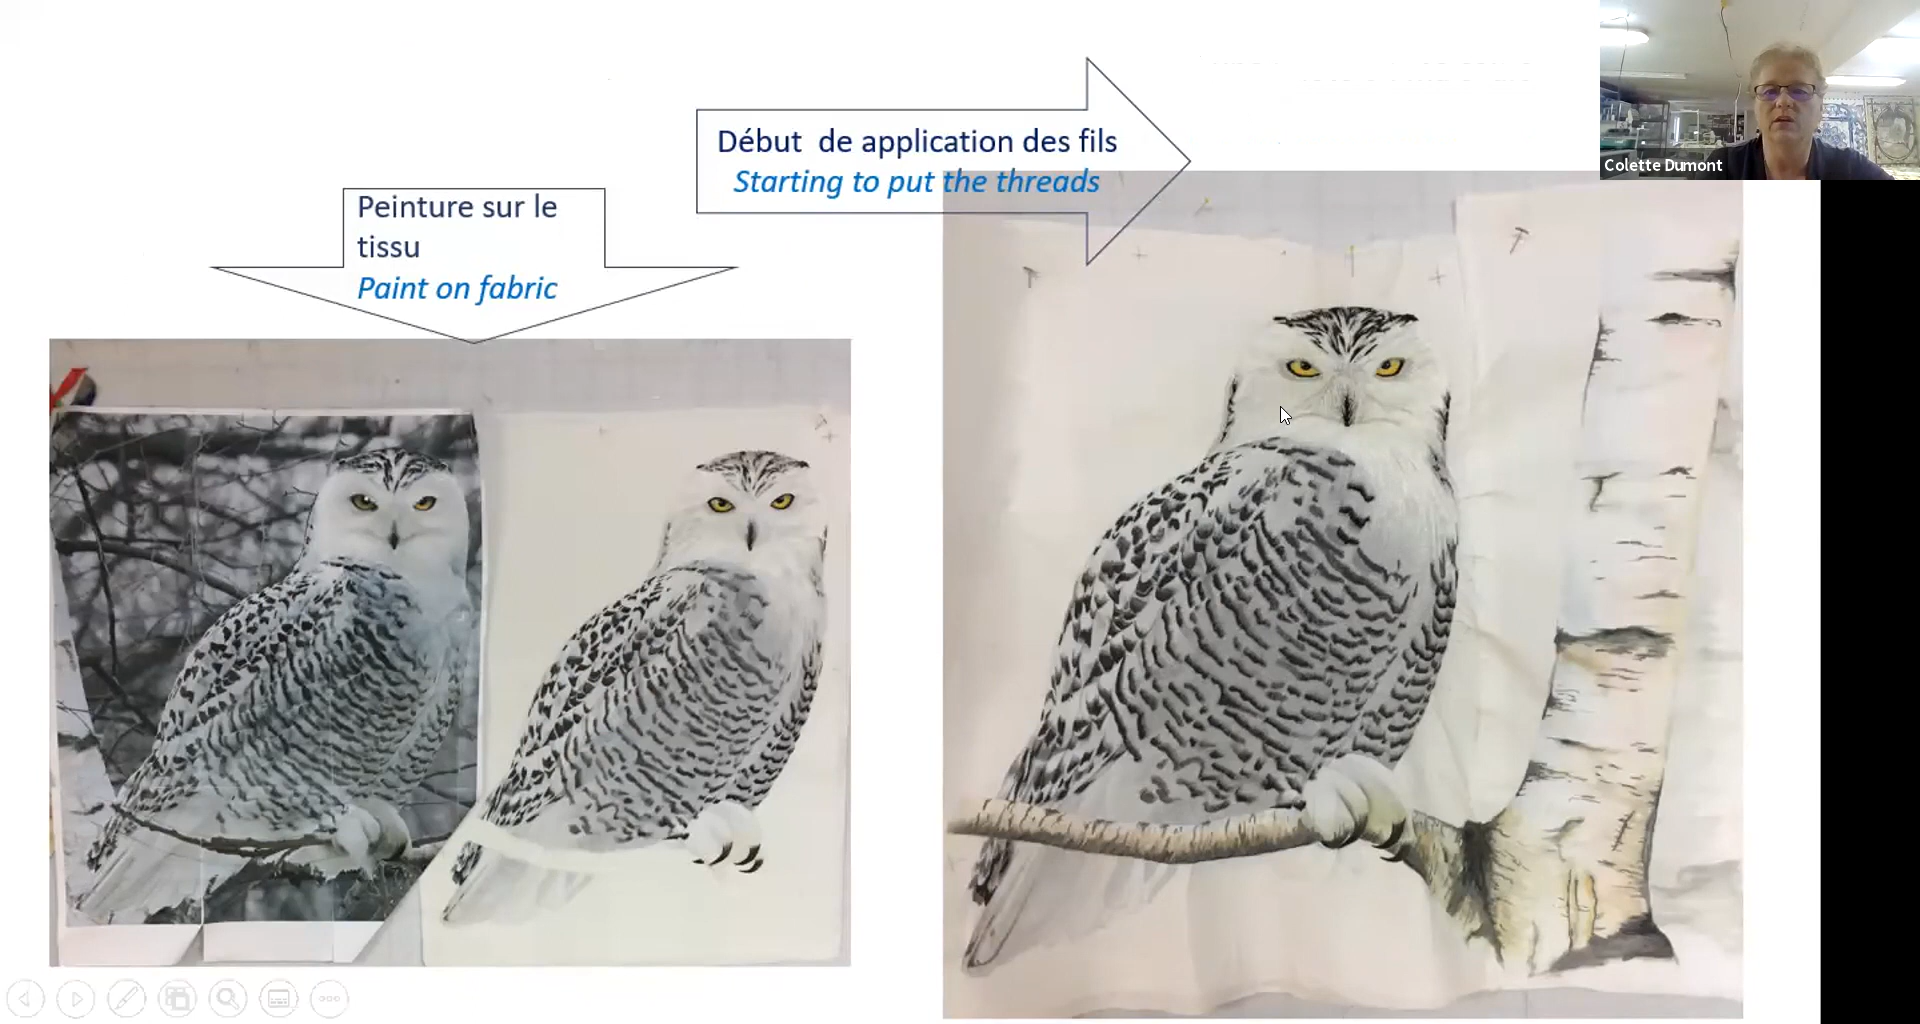 Début  de application des fils
Starting to put the threads
Peinture sur le
tissu
Paint on fabric
Colette Dumont